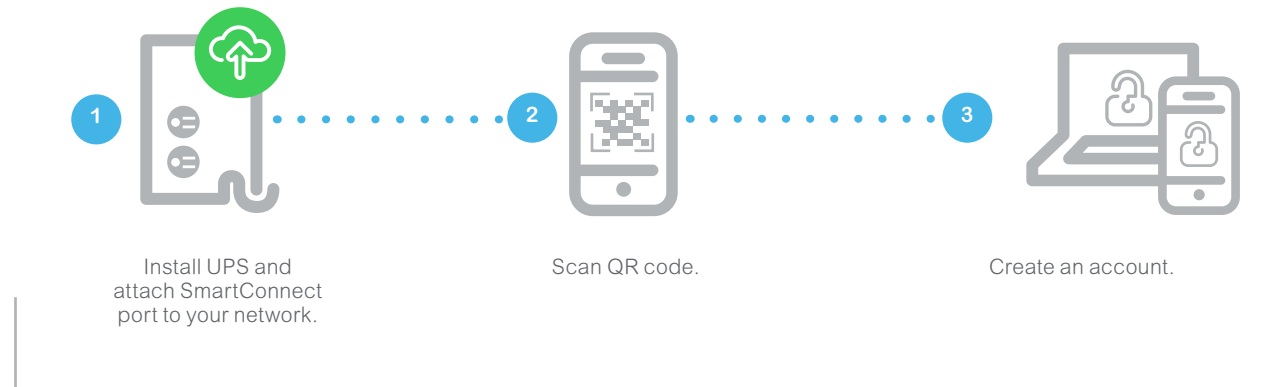 1
2
3
Install UPS and
attach SmartConnect
port to your network.
Scan QR code.
Create an account.